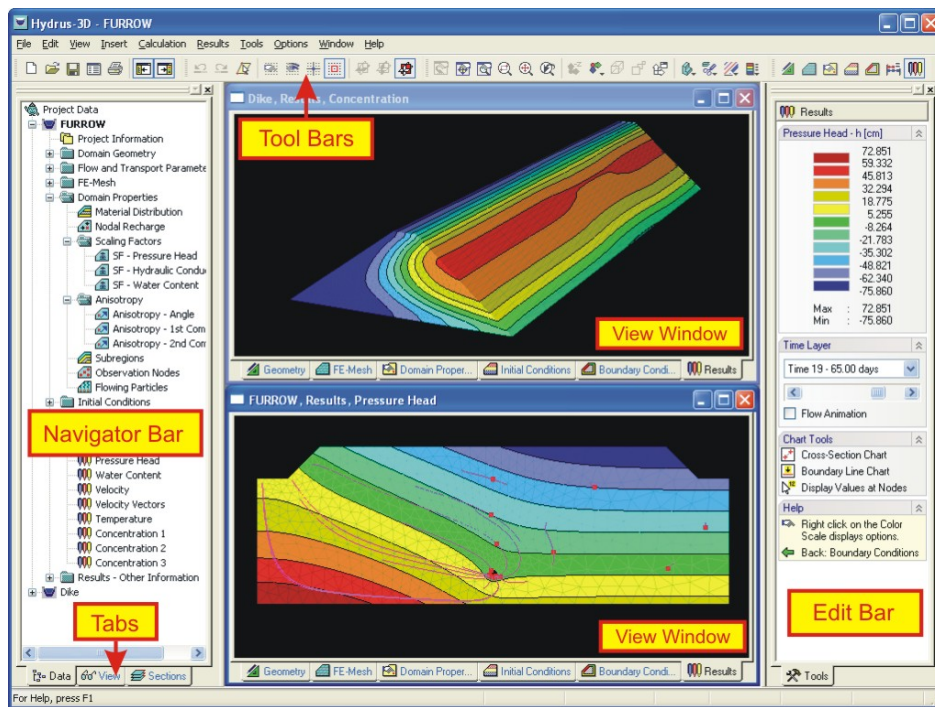 Hydrus-3D - FURROW
File Edit View Insert Calculation Results Tools Options Window Help
Tool Bars
Project Data
FURROW
Project Information
Domain Geometry
Flow and Transport Paramete
FE-Mesh
Domain Properties
Material Distribution
Nodal Recharge
Scaling Factors
SF - Pressure Head
SF - Hydraulic Condu
SF - Water Content
Anisotropy
Anisotropy - Angle
Anisotropy - 1st Com
Anisotropy - 2nd Com
Subregions
Observation Nodes
Flowing Particles
Initial Conditions
Navigator Bar
Pressure Head
Water Content
Velocity
Velocity Vectors
Temperature
Concentration 1
Concentration 2
Concentration 3
Results - Other Information
Dike
Tabs
Data View Sections
Dike, Results, Concentration
View Window
Geometry FE-Mesh Domain Proper... Initial Conditions Boundary Condi... Results
FURROW, Results, Pressure Head
View Window
Geometry FE-Mesh Domain Proper... Initial Conditions Boundary Condi... Results
Results
Pressure Head - h [cm]
72.851
59.332
45.813
32.294
18.775
5.255
-8.264
-21.783
-35.302
-48.821
-62.340
-75.860
Max : 72.851
Min : -75.860
Time Layer
Time 19 - 65.00 days
Flow Animation
Chart Tools
Cross-Section Chart
Boundary Line Chart
Display Values at Nodes
Help
Right click on the Color
Scale displays options.
Back: Boundary Conditions
Edit Bar
Tools
For Help, press F1